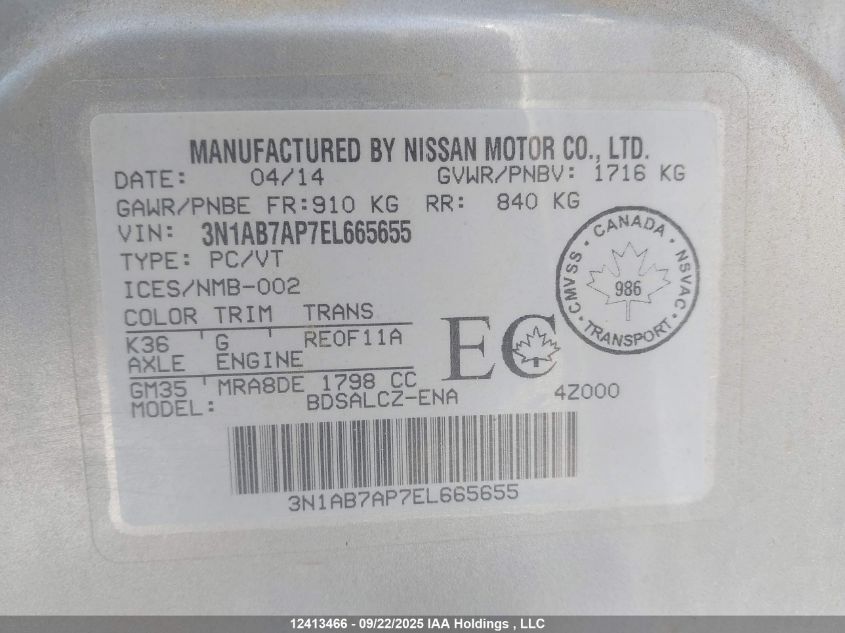 MANUFACTURED BY NISSAN MOTOR CO., LTD.
DATE: 04/14 GVWR/PNBV: 1716 KG
GAWR/PNBE FR:910 KG RR: 840 KG
VIN: 3N1AB7AP7EL665655
TYPE: PC/VT
ICES/NMB-002
COLOR TRIM TRANS
K36 G RE0F11A
AXLE ENGINE
GM35 MRA8DE 1798 CC
MODEL: BDSALCZ-ENA 4Z000
EC
CANADA
CMVSS NSVAC
986
TRANSPORT
3N1AB7AP7EL665655
12413466 - 09/22/2025 IAA Holdings , LLC